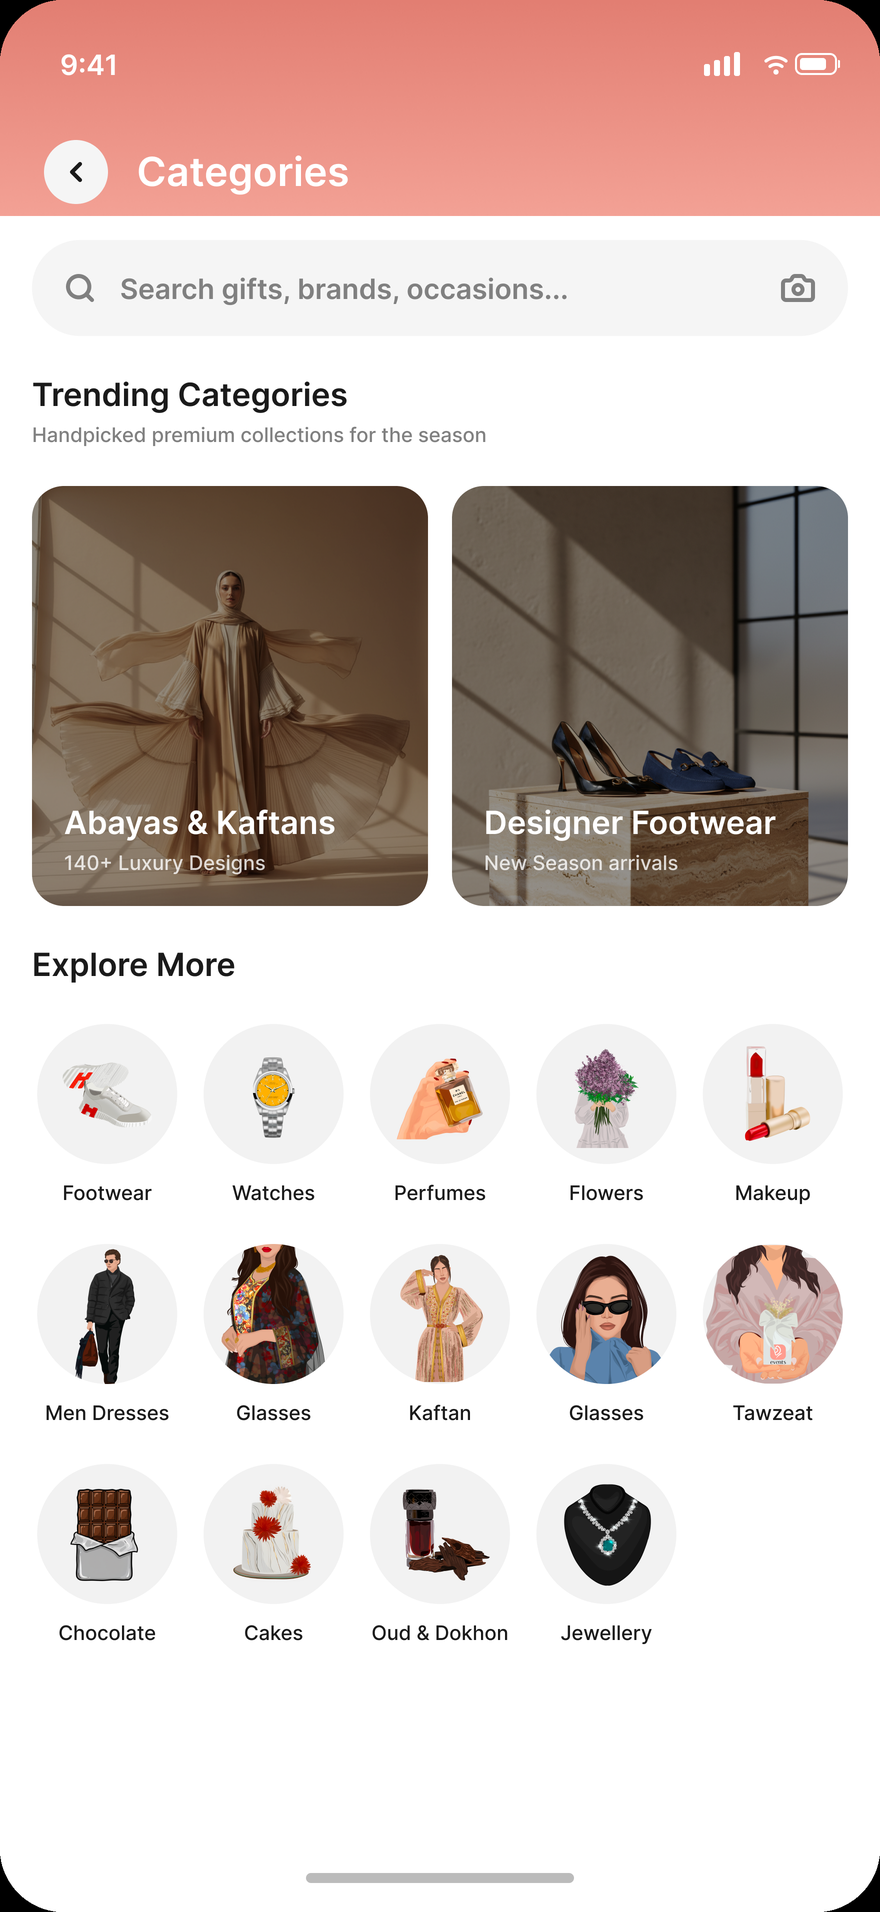 9:41
Categories
Search gifts, brands, occasions...
Trending Categories
Handpicked premium collections for the season
Abayas & Kaftans
140+ Luxury Designs
Designer Footwear
New Season arrivals
Explore More
Footwear
Watches
Perfumes
Flowers
Makeup
Men Dresses
Glasses
Kaftan
Glasses
Tawzeat
events
Chocolate
Cakes
Oud & Dokhon
Jewellery